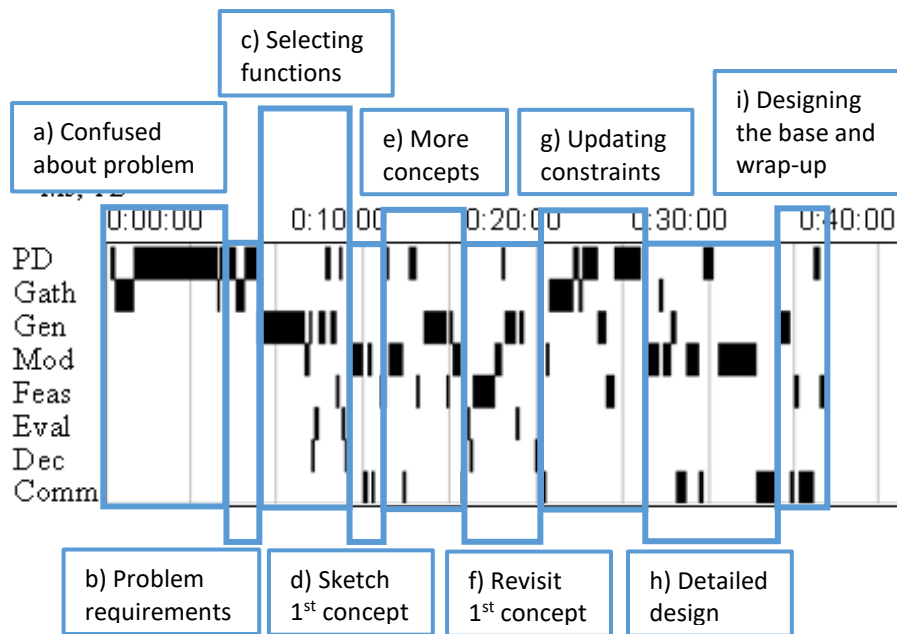 c) Selecting
functions
a) Confused
about problem
e) More
concepts
g) Updating
constraints
i) Designing
the base and
wrap-up
0:00:00 0:10:00 0:20:00 0:30:00 0:40:00
PD
Gath
Gen
Mod
Feas
Eval
Dec
Comm
b) Problem
requirements
d) Sketch
1st concept
f) Revisit
1st concept
h) Detailed
design